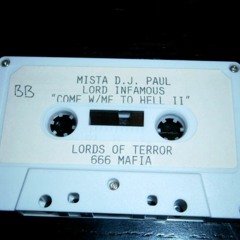 MISTA D.J. PAUL
LORD INFAMOUS
"COME W/ME TO HELL II"
BB
LORDS OF TERROR
666 MAFIA